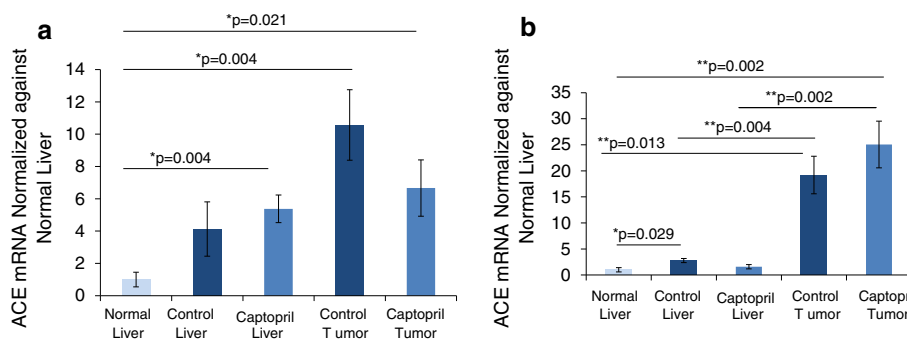 a
*p=0.021
*p=0.004
*p=0.004
ACE mRNA Normalized against
Normal Liver
14
12
10
8
6
4
2
0
Normal Liver
Control Liver
Captopril Liver
Control T umor
Captopril Tumor
b
**p=0.002
**p=0.002
**p=0.004
**p=0.013
*p=0.029
ACE mRNA Normalized against
Normal Liver
35
30
25
20
15
10
5
0
Normal Liver
Control Liver
Captopril Liver
Control T umor
Captopril Tumor